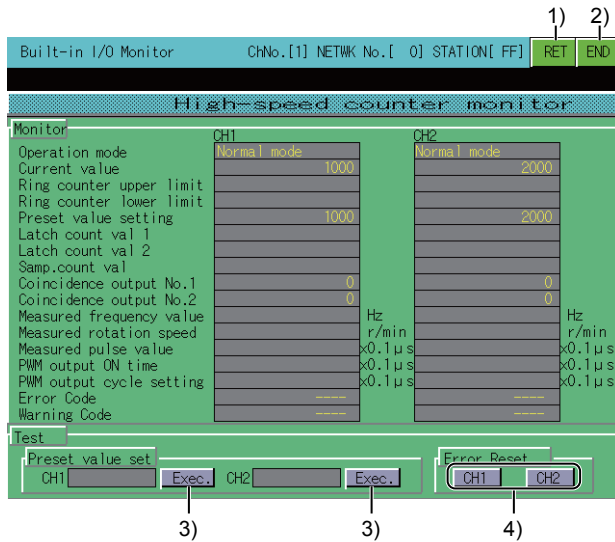 1) 2)
Built-in I/O Monitor ChNo.[1] NETWK No.[ 0] STATION[ FF] RET END
High-speed counter monitor
Monitor
CH1 CH2
Operation mode Normal mode Normal mode
Current value 1000 2000
Ring counter upper limit
Ring counter lower limit
Preset value setting 1000 2000
Latch count val 1
Latch count val 2
Samp.count val
Coincidence output No.1 0 0
Coincidence output No.2 0 0
Measured frequency value Hz Hz
Measured rotation speed r/min r/min
Measured pulse value x0.1μs x0.1μs
PWM output ON time x0.1μs x0.1μs
PWM output cycle setting x0.1μs x0.1μs
Error Code ---- ----
Warning Code ---- ----
Test
Preset value set Error Reset
CH1 Exec. CH2 Exec. CH1 CH2
3) 3) 4)